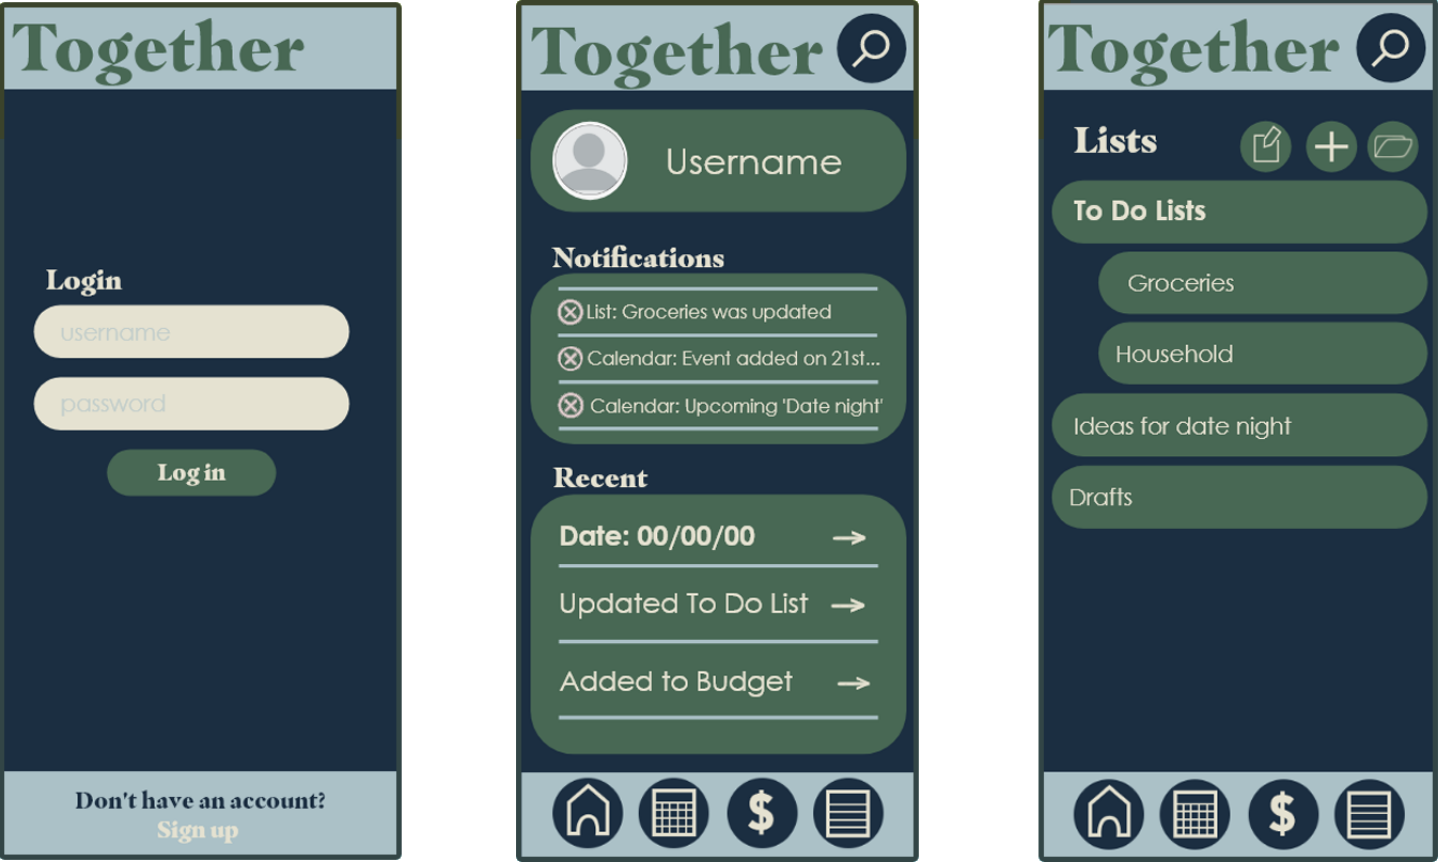 Together
Login
username
password
Log in
Don't have an account?
Sign up
Together
Username
Notifications
List: Groceries was updated
Calendar: Event added on 21st...
Calendar: Upcoming 'Date night'
Recent
Date: 00/00/00
Updated To Do List
Added to Budget
$
Together
Lists
To Do Lists
Groceries
Household
Ideas for date night
Drafts
$